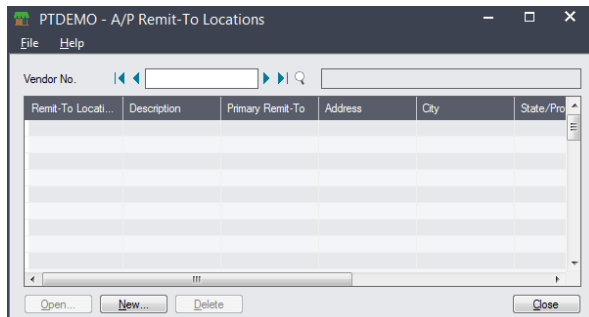 PTDEMO - A/P Remit-To Locations
File Help
Vendor No.
Remit-To Locati... Description Primary Remit-To Address City State/Pro
Open... New... Delete Close